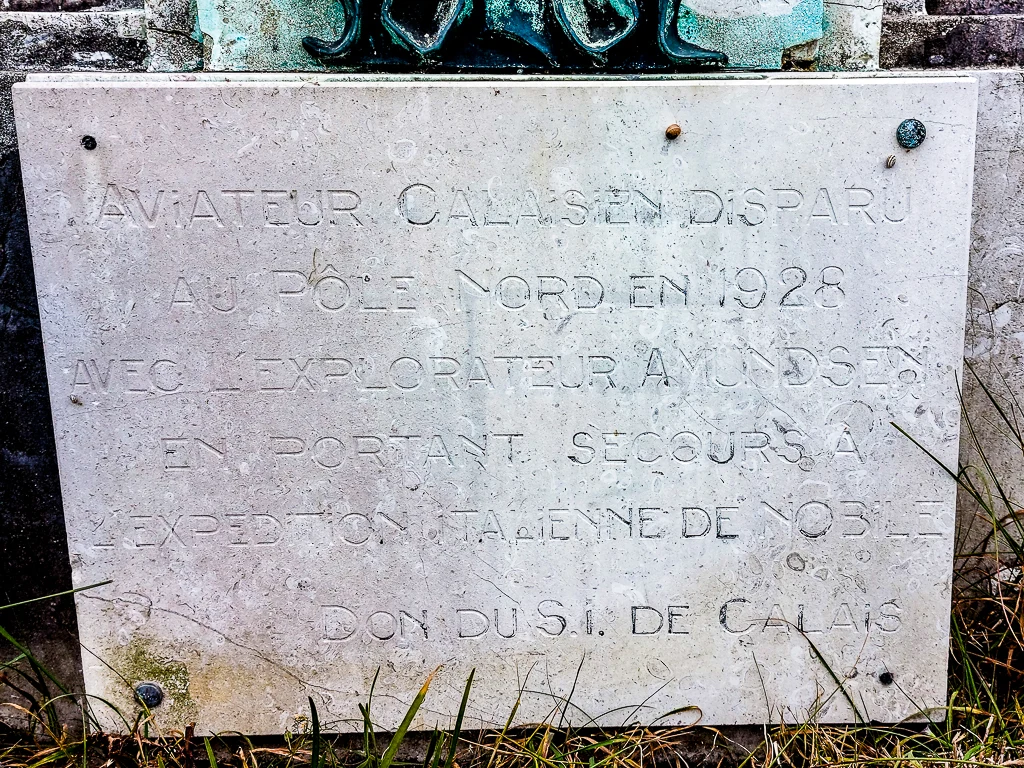 AViATEUR CALAiSiEN DiSPARU
AU PÔLE NORD EN 1928
AVEC L'EXPLORATEUR AMUNDSEN
EN PORTANT SECOURS A
L'EXPEDITION ITALIENNE DE NOBILE
DON DU S.I. DE CALAIS